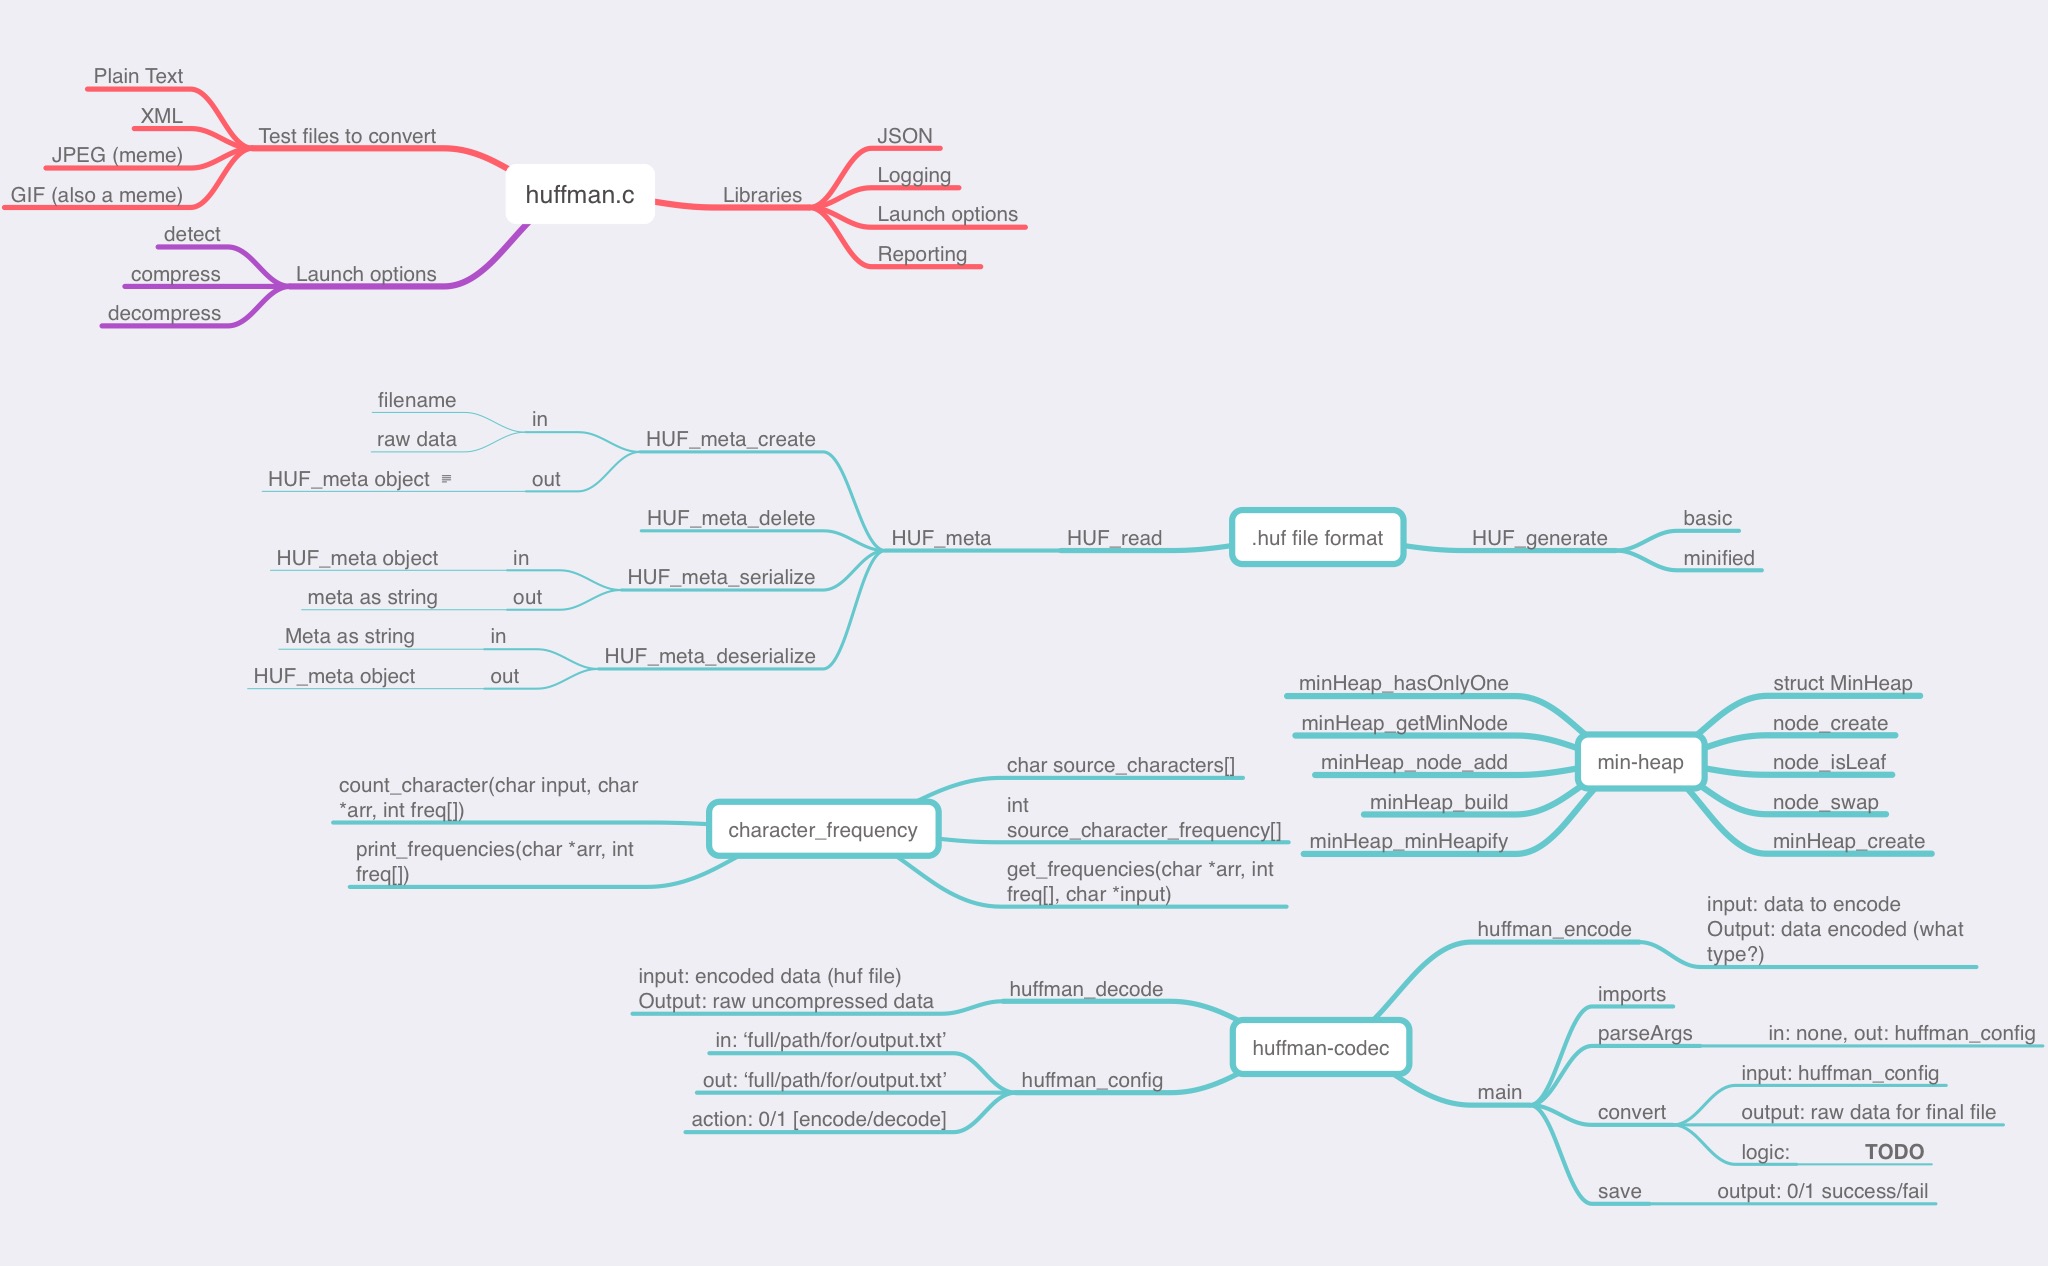 huffman.c
Test files to convert
Plain Text
XML
JPEG (meme)
GIF (also a meme)
Launch options
detect
compress
decompress
Libraries
JSON
Logging
Launch options
Reporting
.huf file format
HUF_read
HUF_meta
HUF_meta_create
in
filename
raw data
out
HUF_meta object
HUF_meta_delete
HUF_meta_serialize
in
HUF_meta object
out
meta as string
HUF_meta_deserialize
in
Meta as string
out
HUF_meta object
HUF_generate
basic
minified
min-heap
minHeap_hasOnlyOne
minHeap_getMinNode
minHeap_node_add
minHeap_build
minHeap_minHeapify
struct MinHeap
node_create
node_isLeaf
node_swap
minHeap_create
character_frequency
count_character(char input, char
*arr, int freq[])
print_frequencies(char *arr, int
freq[])
char source_characters[]
int
source_character_frequency[]
get_frequencies(char *arr, int
freq[], char *input)
huffman-codec
huffman_decode
input: encoded data (huf file)
Output: raw uncompressed data
huffman_config
in: ‘full/path/for/output.txt’
out: ‘full/path/for/output.txt’
action: 0/1 [encode/decode]
huffman_encode
input: data to encode
Output: data encoded (what
type?)
main
imports
parseArgs
in: none, out: huffman_config
convert
input: huffman_config
output: raw data for final file
logic:
TODO
save
output: 0/1 success/fail